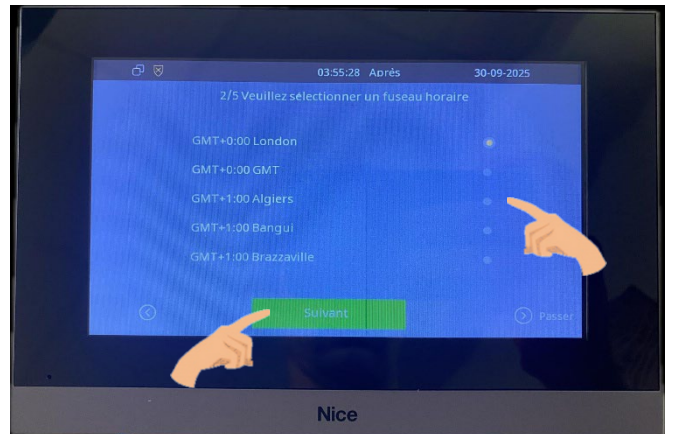 03:55:28 Aprés 30-09-2025
2/5 Veuillez sélectionner un fuseau horaire
GMT+0:00 London
GMT+0:00 GMT
GMT+1:00 Algiers
GMT+1:00 Bangui
GMT+1:00 Brazzaville
Suivant
Passer
Nice